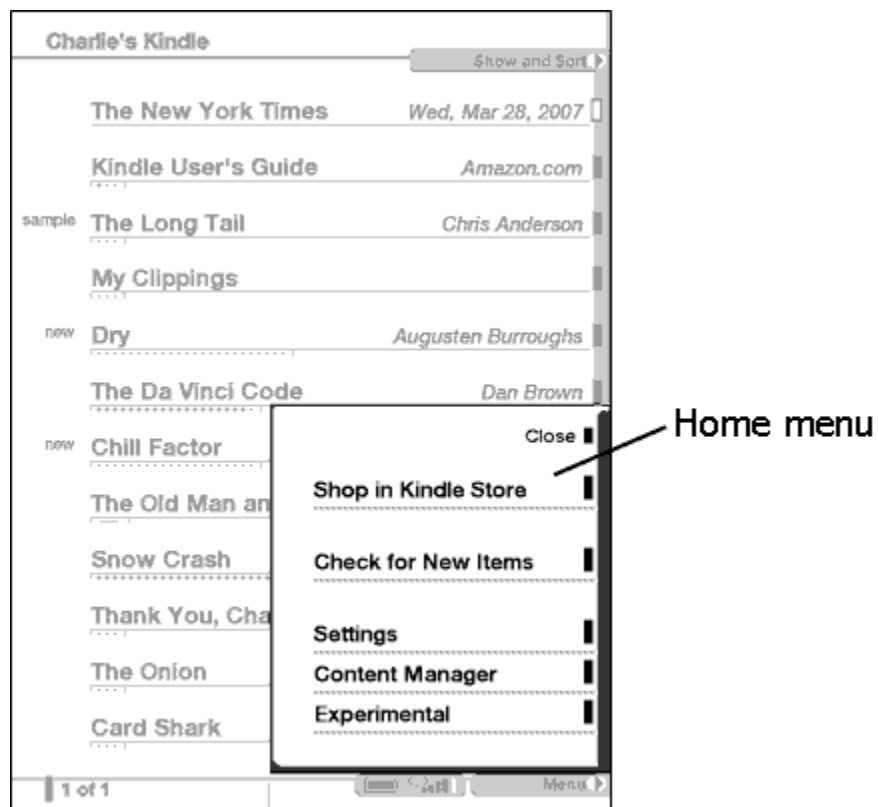 Charlie's Kindle
Show and Sort
The New York Times Wed, Mar 28, 2007
Kindle User's Guide Amazon.com
sample The Long Tail Chris Anderson
My Clippings
new Dry Augusten Burroughs
The Da Vinci Code Dan Brown
new Chill Factor
The Old Man an
Snow Crash
Thank You, Cha
The Onion
Card Shark
1 of 1
Menu
Close
Shop in Kindle Store
Check for New Items
Settings
Content Manager
Experimental
Home menu